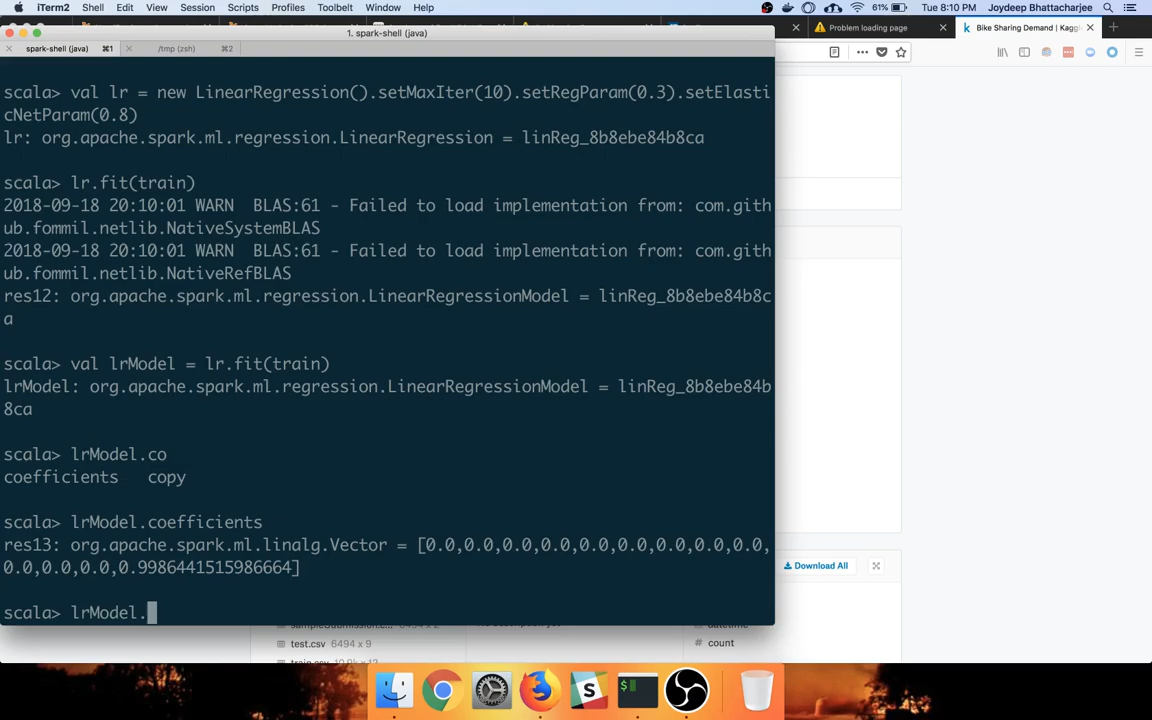 iTerm2 Shell Edit View Session Scripts Profiles Toolbelt Window Help 61% Tue 8:10 PM Joydeep Bhattacharjee
1. spark-shell (java)
Problem loading page
Bike Sharing Demand | Kagg
spark-shell (java) ⌘1 /tmp (zsh) ⌘2
scala> val lr = new LinearRegression().setMaxIter(10).setRegParam(0.3).setElasti
cNetParam(0.8)
lr: org.apache.spark.ml.regression.LinearRegression = linReg_8b8ebe84b8ca
scala> lr.fit(train)
2018-09-18 20:10:01 WARN  BLAS:61 - Failed to load implementation from: com.gith
ub.fommil.netlib.NativeSystemBLAS
2018-09-18 20:10:01 WARN  BLAS:61 - Failed to load implementation from: com.gith
ub.fommil.netlib.NativeRefBLAS
res12: org.apache.spark.ml.regression.LinearRegressionModel = linReg_8b8ebe84b8c
a
scala> val lrModel = lr.fit(train)
lrModel: org.apache.spark.ml.regression.LinearRegressionModel = linReg_8b8ebe84b
8ca
scala> lrModel.co
coefficients   copy
scala> lrModel.coefficients
res13: org.apache.spark.ml.linalg.Vector = [0.0,0.0,0.0,0.0,0.0,0.0,0.0,0.0,0.0,
0.0,0.0,0.0,0.9986441515986664]
scala> lrModel.
Download All
sampleSubmission.csv
datetime
test.csv 6494 x 9
# count
train.csv 10.9k x 12